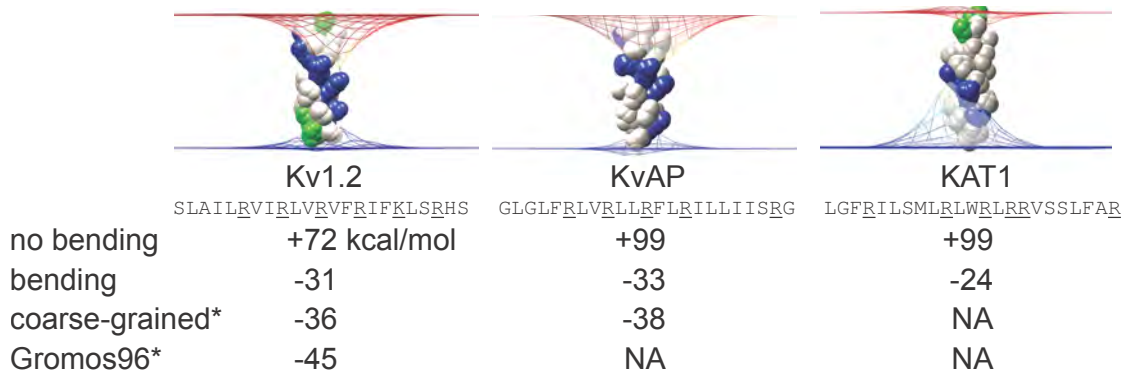 Kv1.2 KvAP KAT1
SLAILRVIRLVRVFRIFKLSRHS GLGLFRLVRLLRFLRILLIISRG LGFRILSMLRLWRLRRVSSLFAR
no bending +72 kcal/mol +99 +99
bending -31 -33 -24
coarse-grained* -36 -38 NA
Gromos96* -45 NA NA